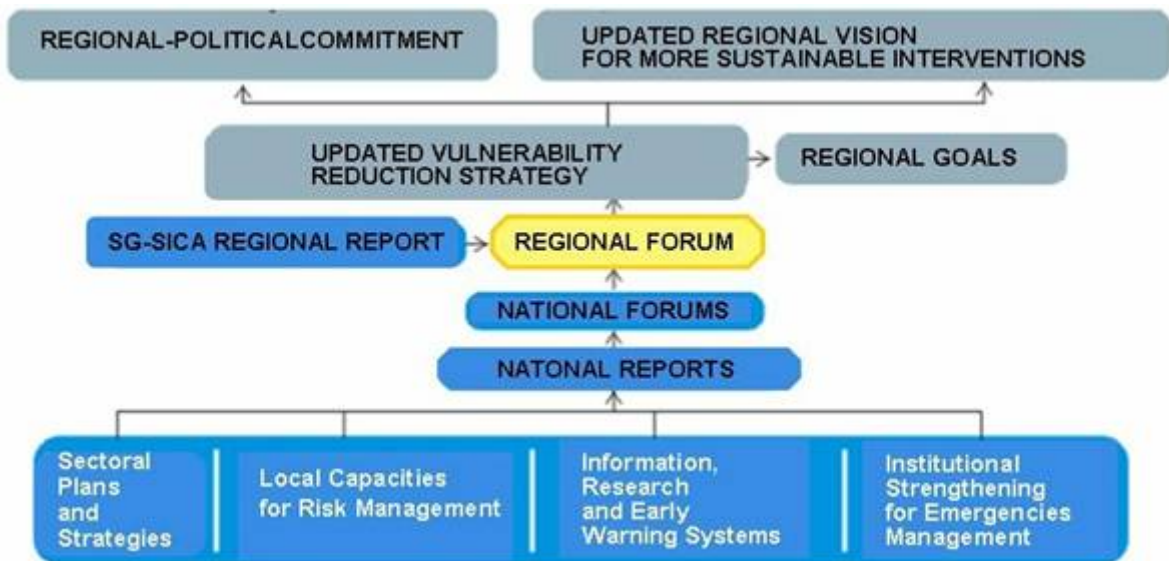 REGIONAL-POLITICALCOMMITMENT
UPDATED REGIONAL VISION
FOR MORE SUSTAINABLE INTERVENTIONS
UPDATED VULNERABILITY
REDUCTION STRATEGY
REGIONAL GOALS
SG-SICA REGIONAL REPORT
REGIONAL FORUM
NATIONAL FORUMS
NATONAL REPORTS
Sectoral
Plans
and
Strategies
Local Capacities
for Risk Management
Information,
Research
and Early
Warning Systems
Institutional
Strengthening
for Emergencies
Management